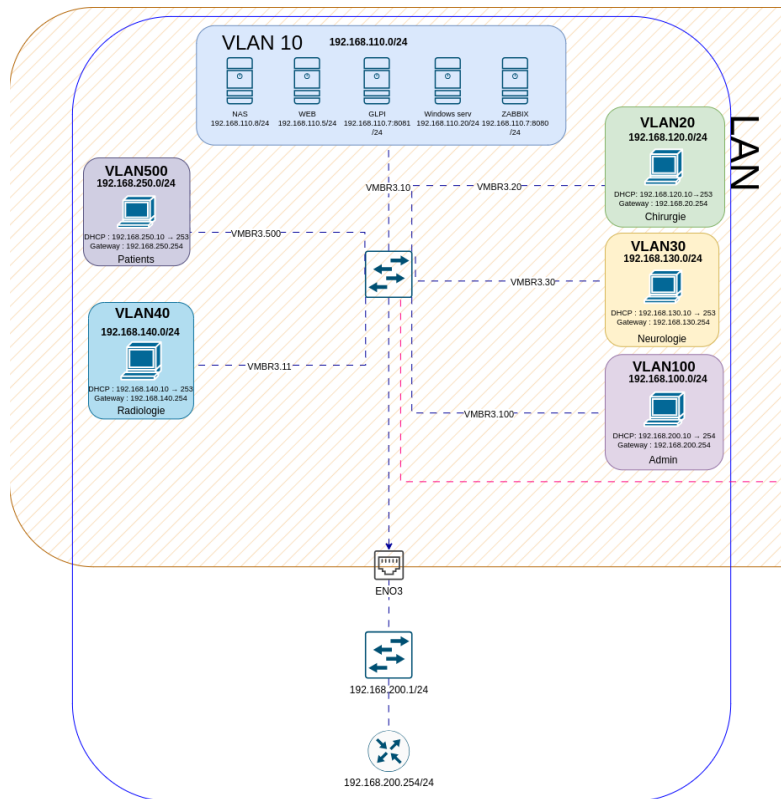 VLAN 10
192.168.110.0/24
NAS
192.168.110.8/24
WEB
192.168.110.5/24
GLPI
192.168.110.7:8081
/24
Windows serv
192.168.110.20/24
ZABBIX
192.168.110.7:8080
/24
LAN
VLAN20
192.168.120.0/24
DHCP: 192.168.120.10→253
Gateway : 192.168.20.254
Chirurgie
VLAN500
192.168.250.0/24
DHCP : 192.168.250.10 → 253
Gateway : 192.168.250.254
Patients
VMBR3.10
VMBR3.20
VMBR3.500
VLAN30
192.168.130.0/24
DHCP : 192.168.130.10 → 253
Gateway : 192.168.130.254
Neurologie
VMBR3.30
VLAN40
192.168.140.0/24
DHCP : 192.168.140.10 → 253
Gateway : 192.168.140.254
Radiologie
VMBR3.11
VLAN100
192.168.100.0/24
DHCP: 192.168.200.10 → 254
Gateway : 192.168.200.254
Admin
VMBR3.100
ENO3
192.168.200.1/24
192.168.200.254/24